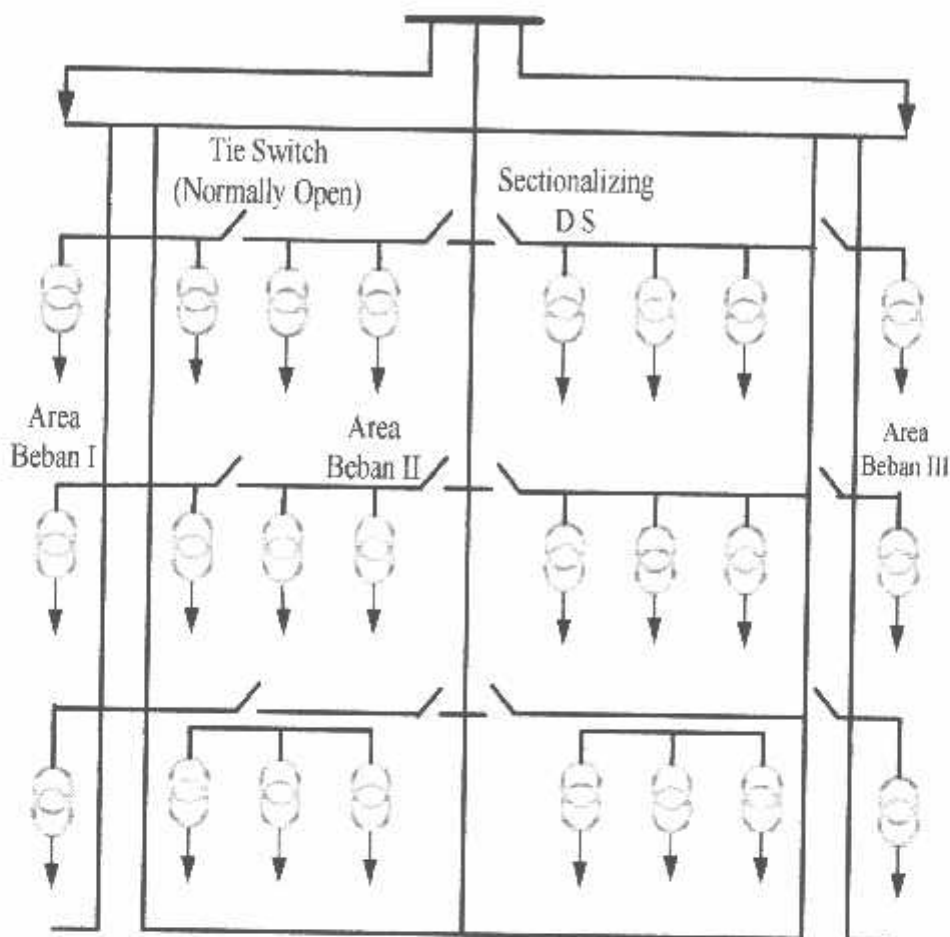 Tie Switch
(Normally Open)
Sectionalizing
D S
Area
Beban I
Area
Beban II
Area
Beban III